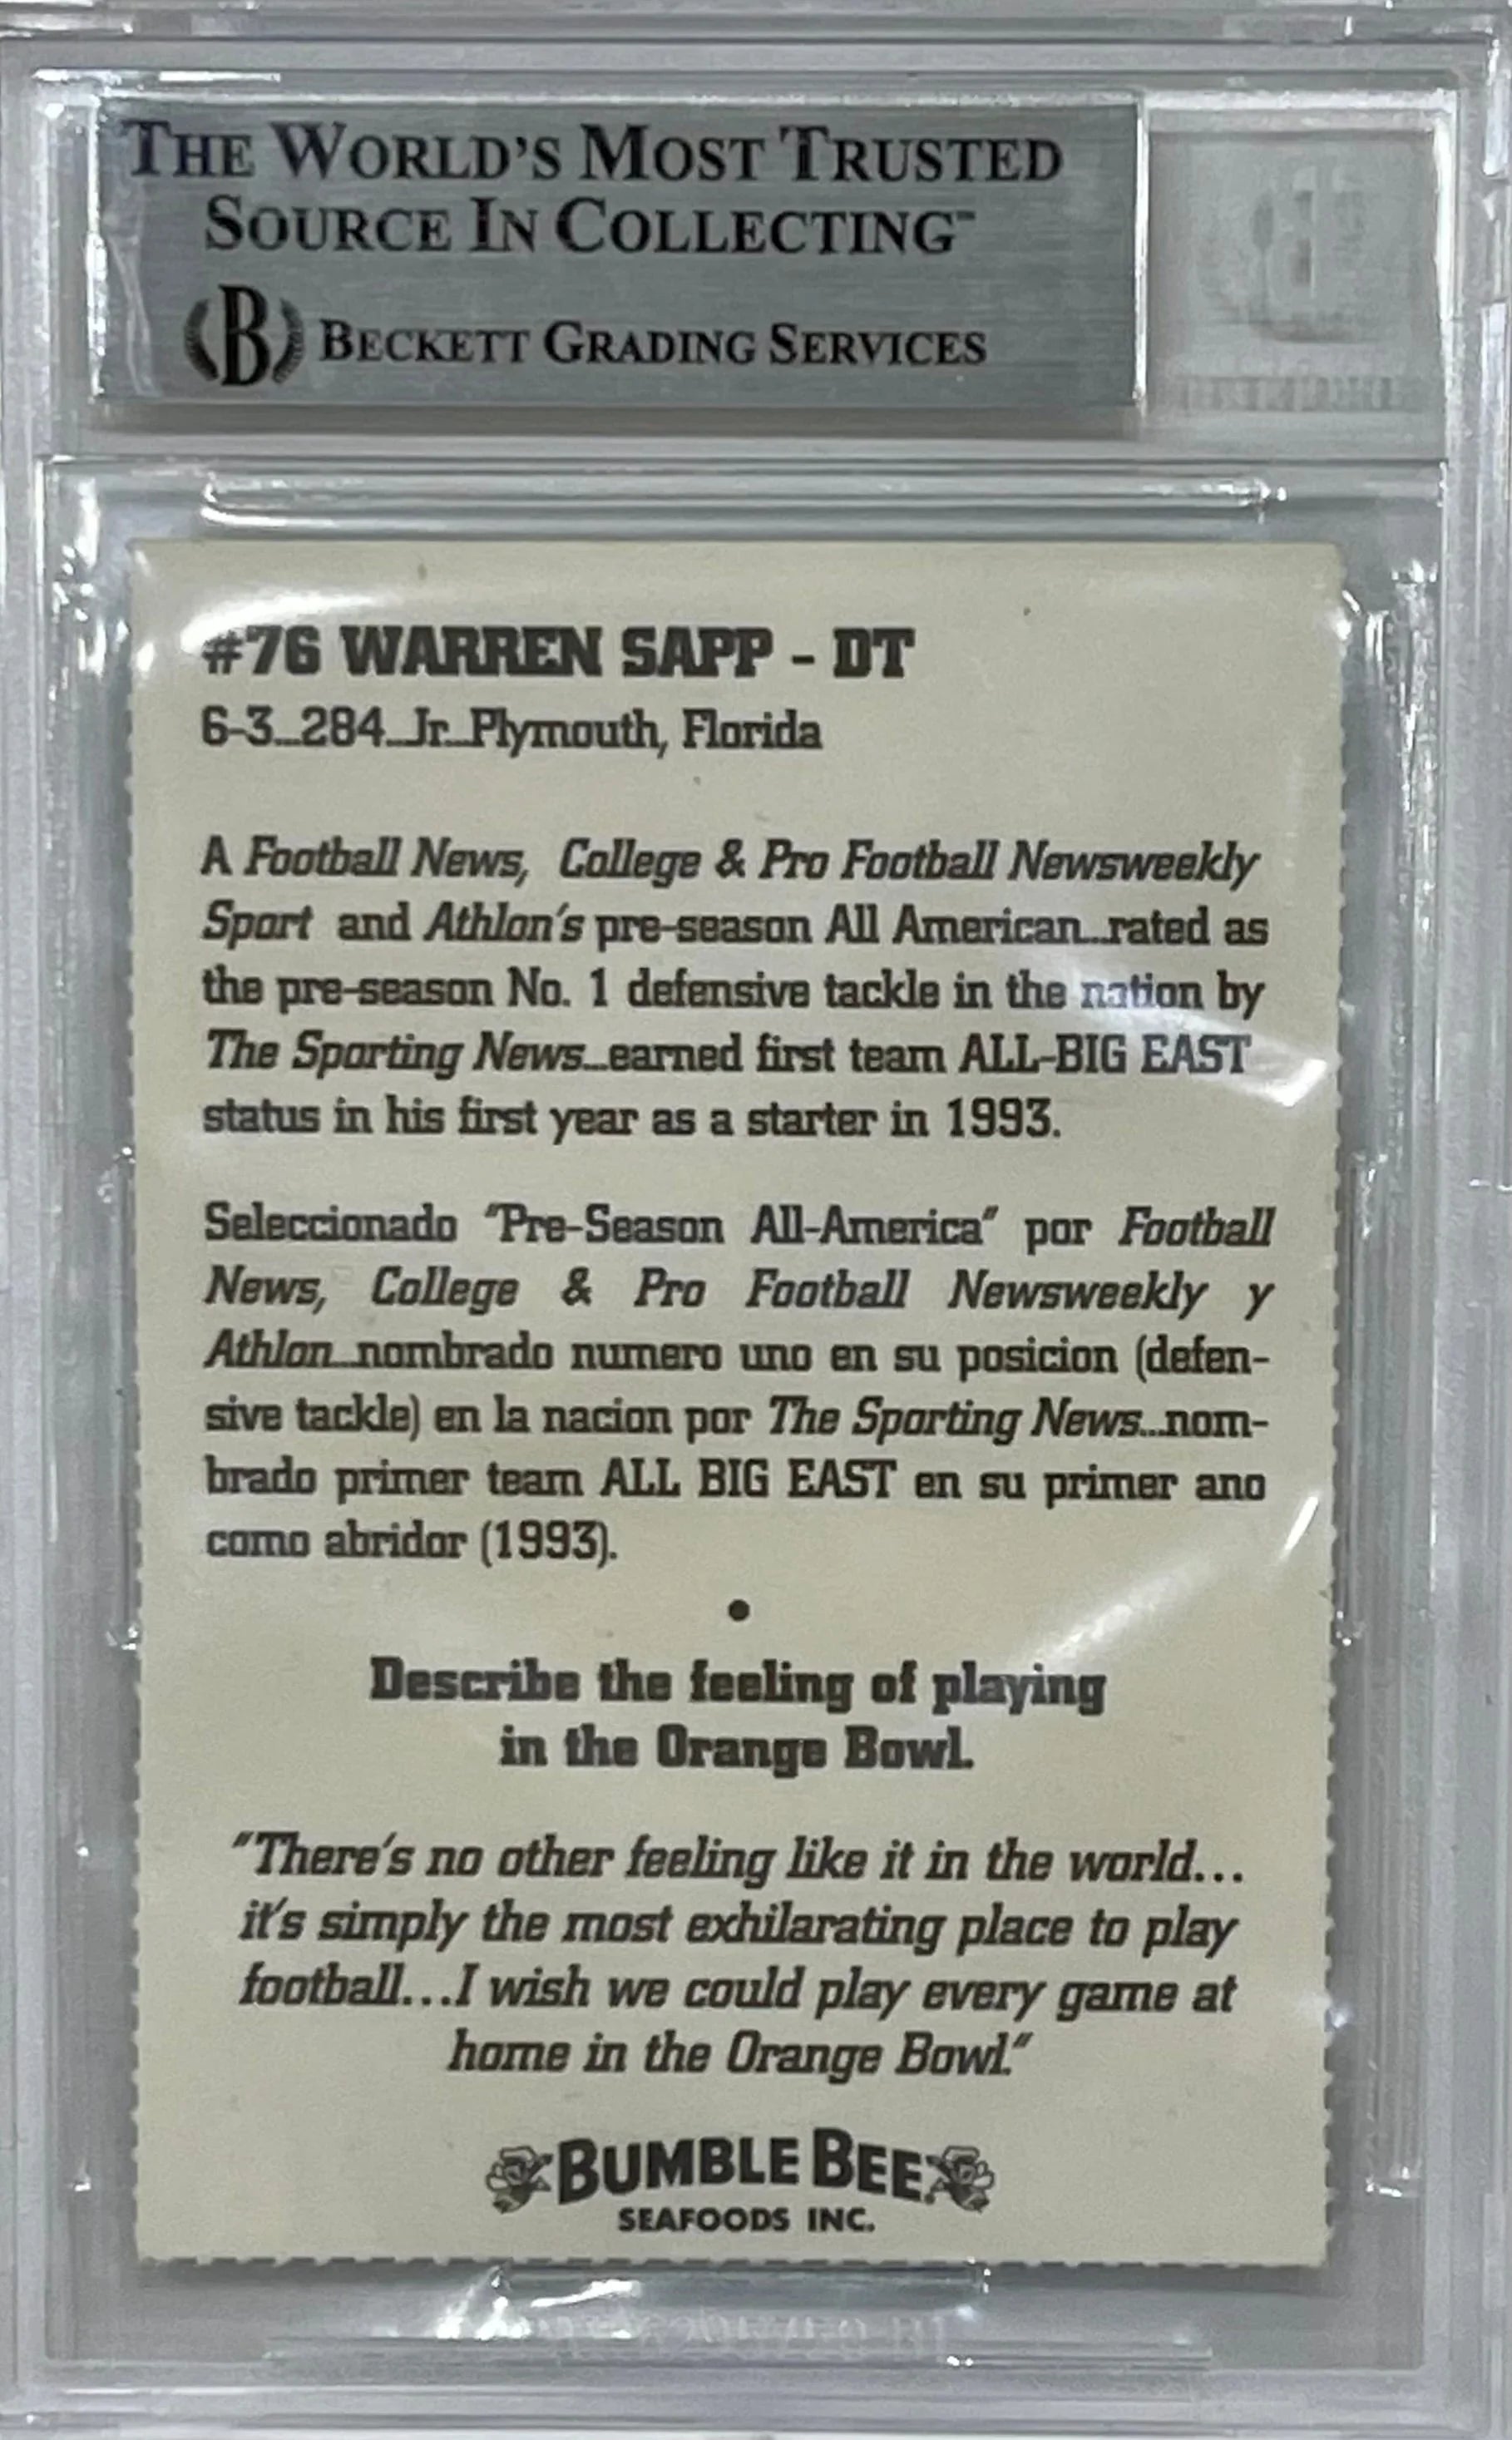 THE WORLD'S MOST TRUSTED
SOURCE IN COLLECTING™
B BECKETT GRADING SERVICES
#76 WARREN SAPP - DT
6-3...284...Jr...Plymouth, Florida
A Football News, College & Pro Football Newsweekly
Sport and Athlon's pre-season All American...rated as
the pre-season No. 1 defensive tackle in the nation by
The Sporting News...earned first team ALL-BIG EAST
status in his first year as a starter in 1993.
Seleccionado "Pre-Season All-America" por Football
News, College & Pro Football Newsweekly y
Athlon...nombrado numero uno en su posicion (defen-
sive tackle) en la nacion por The Sporting News...nom-
brado primer team ALL BIG EAST en su primer ano
como abridor (1993).
•
Describe the feeling of playing
in the Orange Bowl.
"There's no other feeling like it in the world...
it's simply the most exhilarating place to play
football...I wish we could play every game at
home in the Orange Bowl."
BUMBLE BEE
SEAFOODS INC.